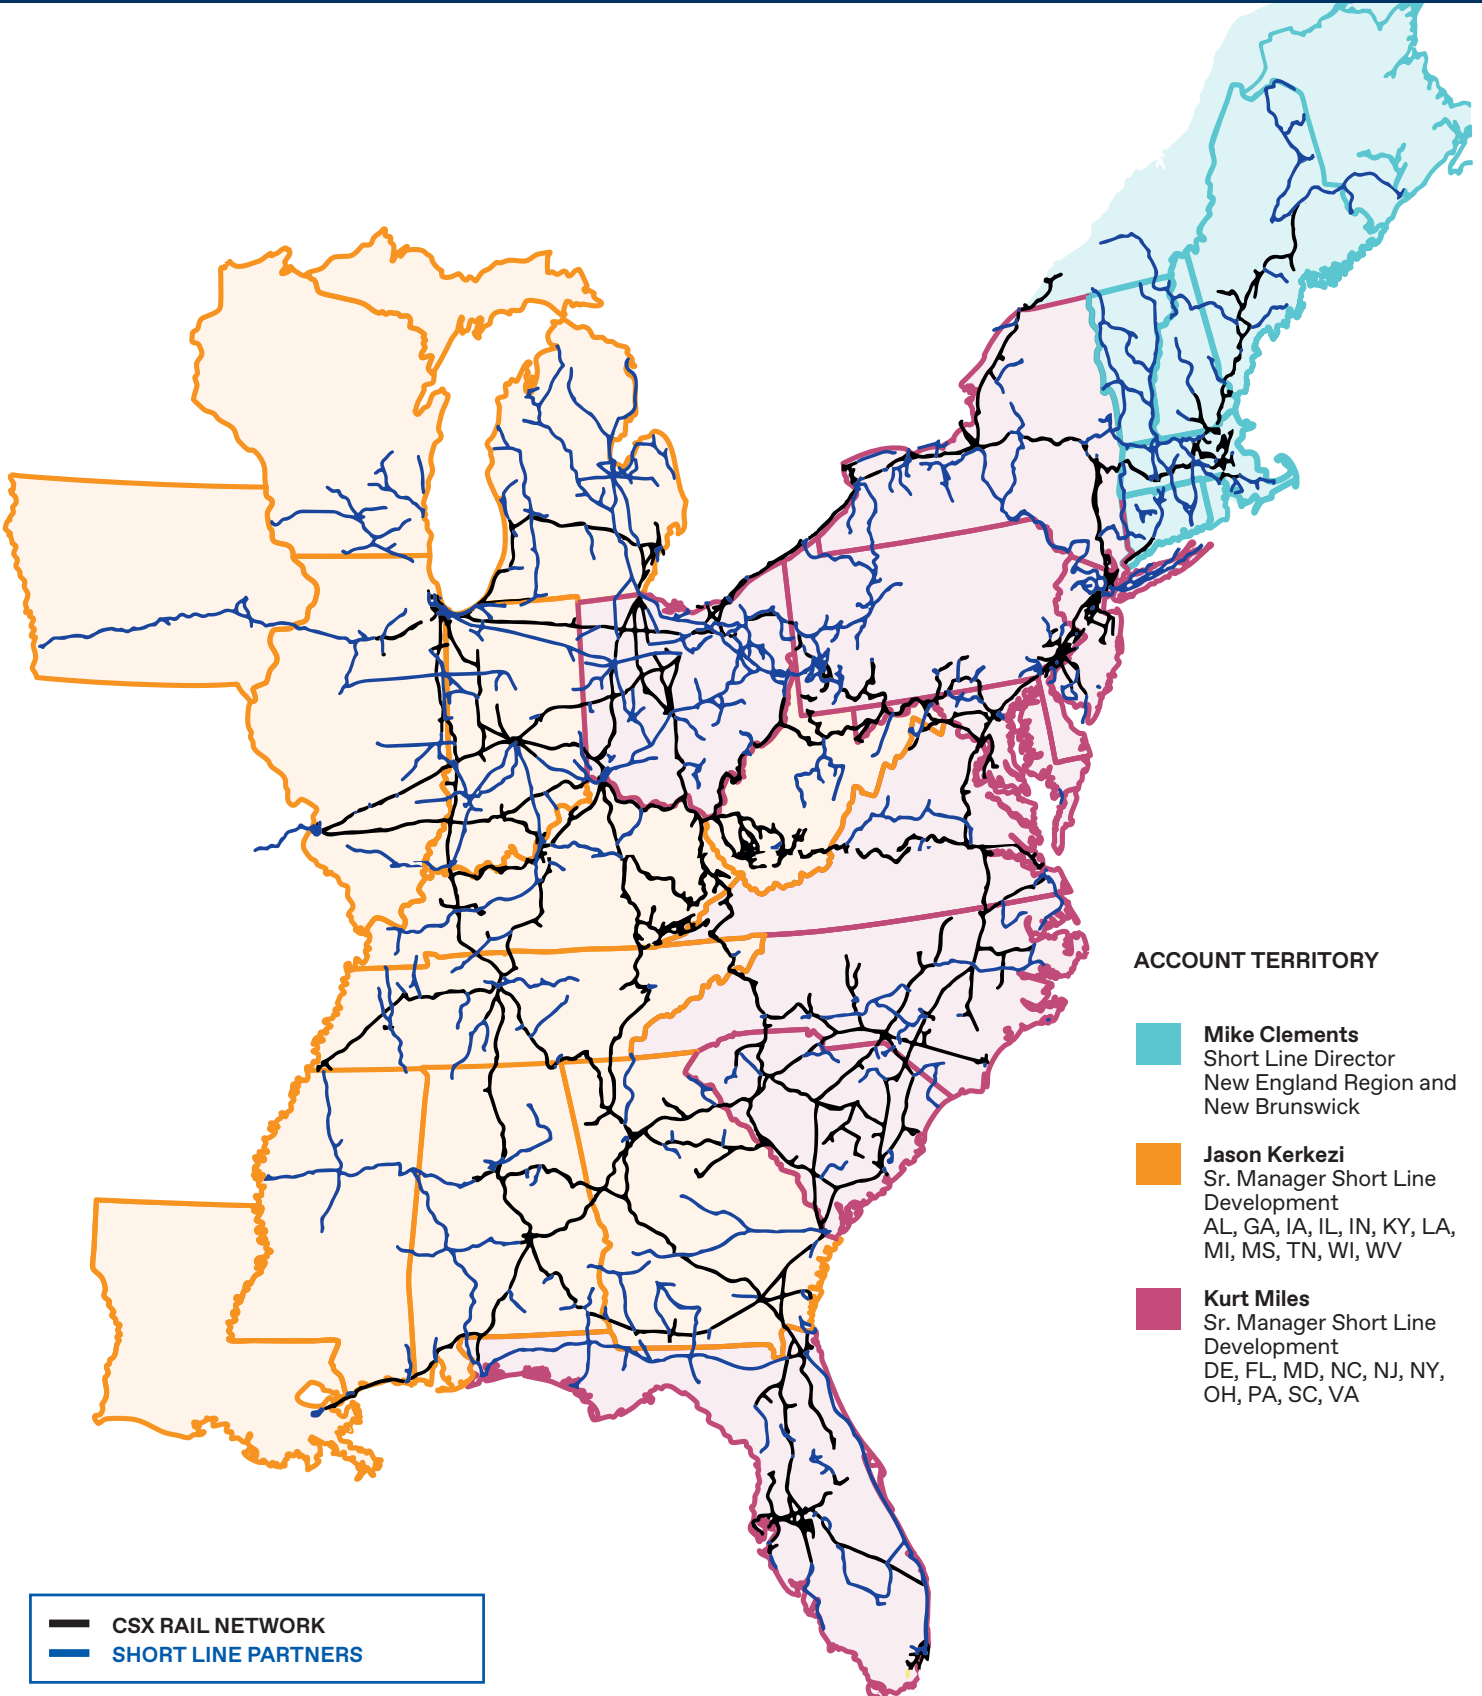 ACCOUNT TERRITORY
Mike Clements
Short Line Director
New England Region and
New Brunswick
Jason Kerkezi
Sr. Manager Short Line
Development
AL, GA, IA, IL, IN, KY, LA,
MI, MS, TN, WI, WV
Kurt Miles
Sr. Manager Short Line
Development
DE, FL, MD, NC, NJ, NY,
OH, PA, SC, VA
CSX RAIL NETWORK
SHORT LINE PARTNERS